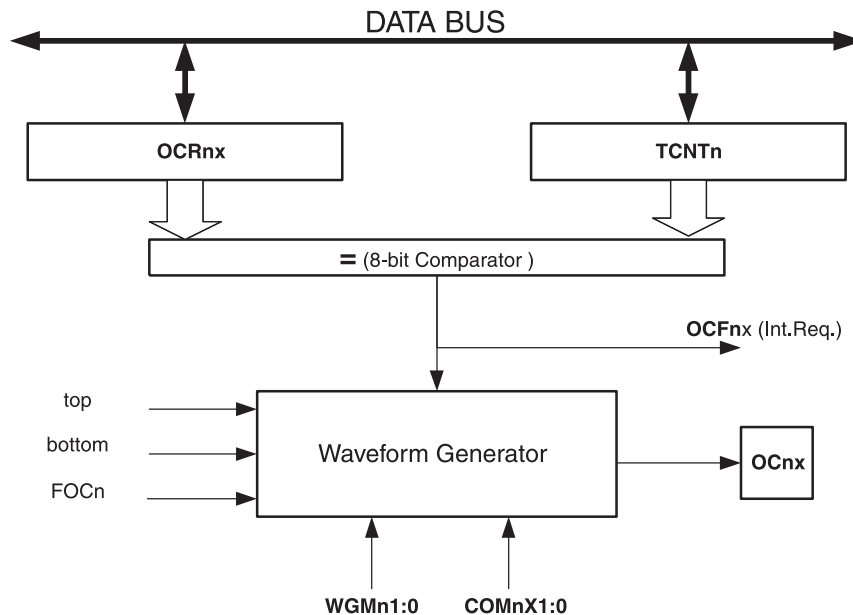 DATA BUS
OCRnx
TCNTn
= (8-bit Comparator )
OCFnx (Int.Req.)
top
bottom
FOCn
Waveform Generator
OCnx
WGMn1:0
COMnX1:0